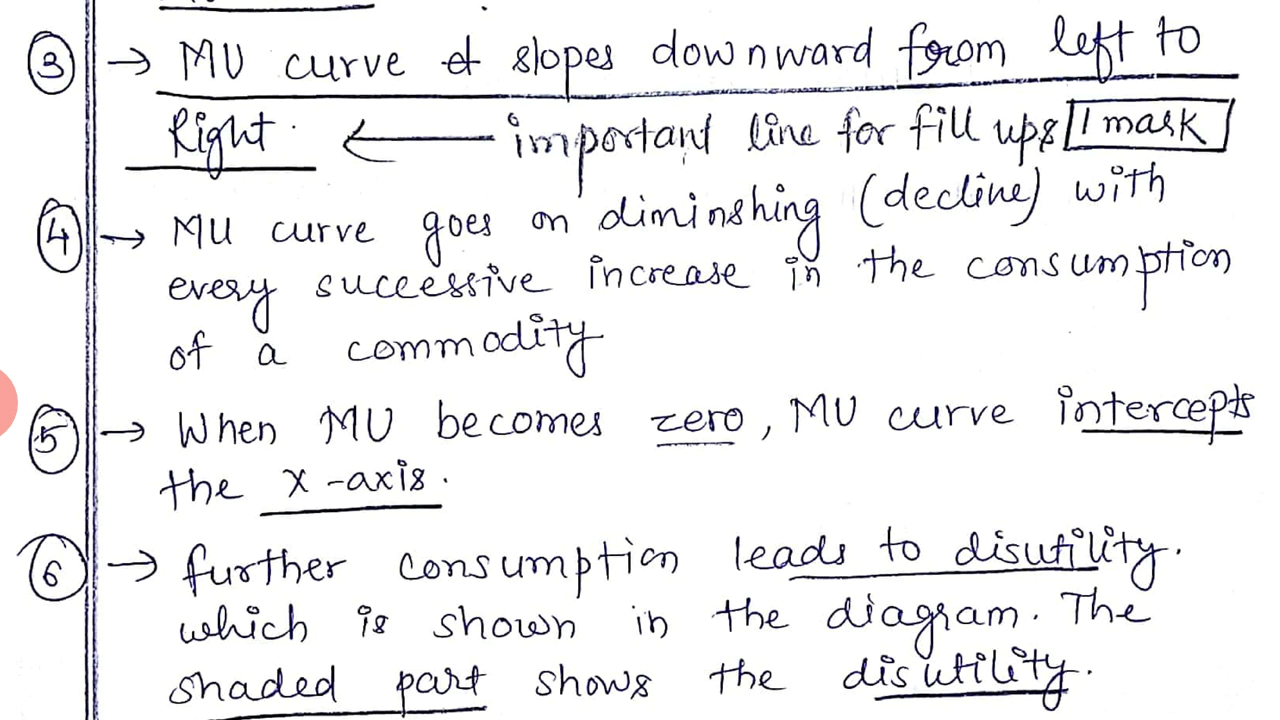 ③ → MU curve slopes downward from left to
Right. ← important line for fill ups 1 mask
④ → MU curve goes on diminshing (decline) with
every successive increase in the consumption
of a commodity
⑤ → When MU becomes zero, MU curve intercepts
the x-axis.
⑥ → further consumption leads to disutility.
which is shown in the diagram. The
shaded part shows the disutility.